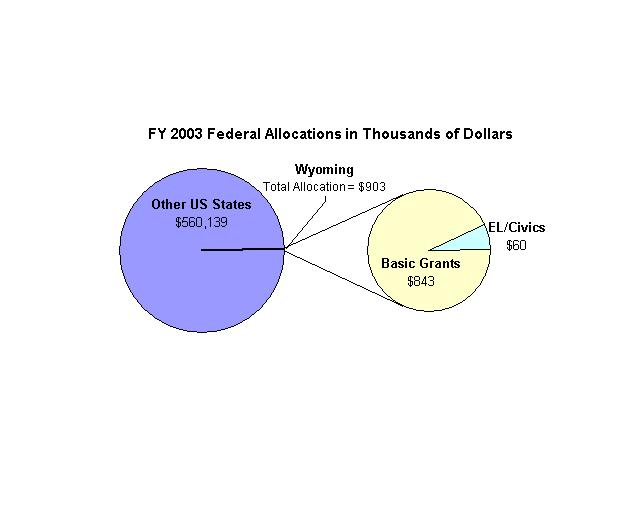 FY 2003 Federal Allocations in Thousands of Dollars
Wyoming
Total Allocation = $903
Other US States
$560,139
EL/Civics
$60
Basic Grants
$843